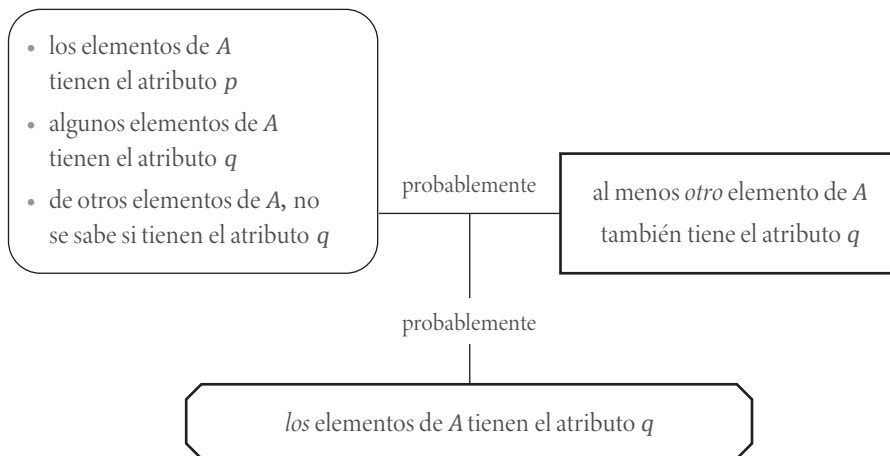 • los elementos de A
tienen el atributo p
• algunos elementos de A
tienen el atributo q
• de otros elementos de A, no
se sabe si tienen el atributo q
probablemente
al menos otro elemento de A
también tiene el atributo q
probablemente
los elementos de A tienen el atributo q